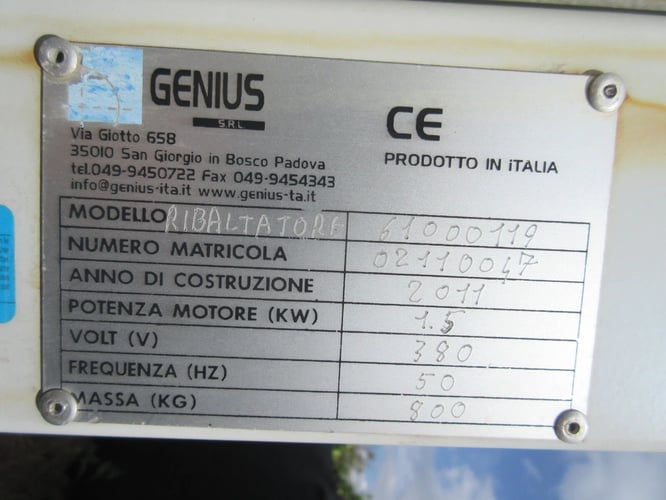 GENIUS
S.R.L.
CE
Via Giotto 65B
35010 San Giorgio in Bosco Padova
tel.049-9450722 Fax 049-9454343
info@genius-ita.it www.genius-ta.it
PRODOTTO IN iTALIA
MODELLO RIBALTATORE 61000119
NUMERO MATRICOLA 02110047
ANNO DI COSTRUZIONE 2011
POTENZA MOTORE (KW) 1.5
VOLT (V) 380
FREQUENZA (HZ) 50
MASSA (KG) 800